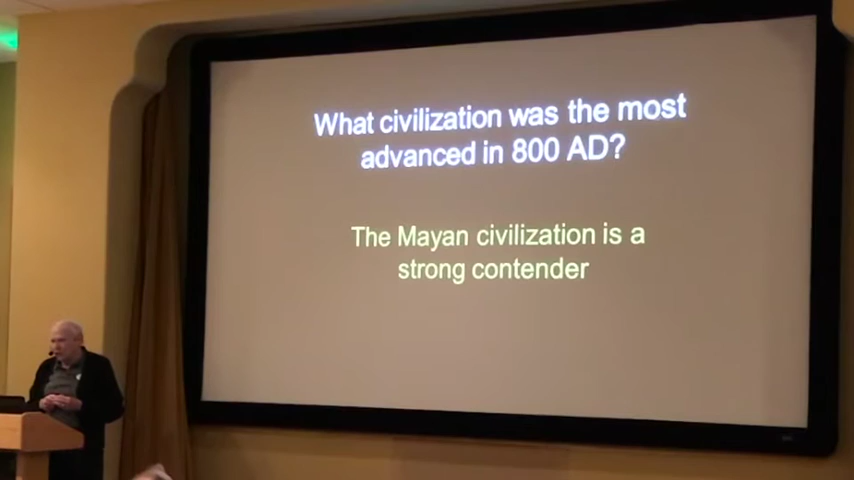 What civilization was the most
advanced in 800 AD?
The Mayan civilization is a
strong contender